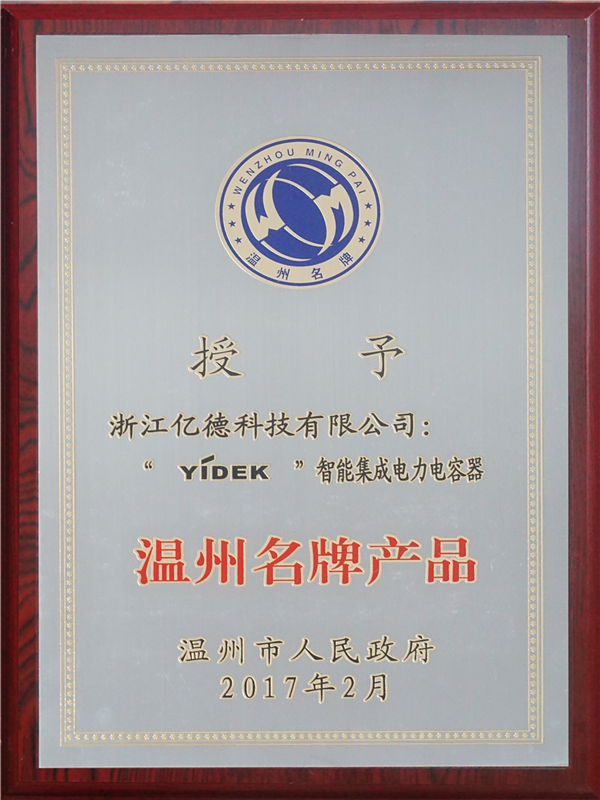 WENZHOU MING PAI
温州名牌
授 予
浙江亿德科技有限公司：
“ YIDEK ”智能集成电力电容器
温州名牌产品
温州市人民政府
2017年2月